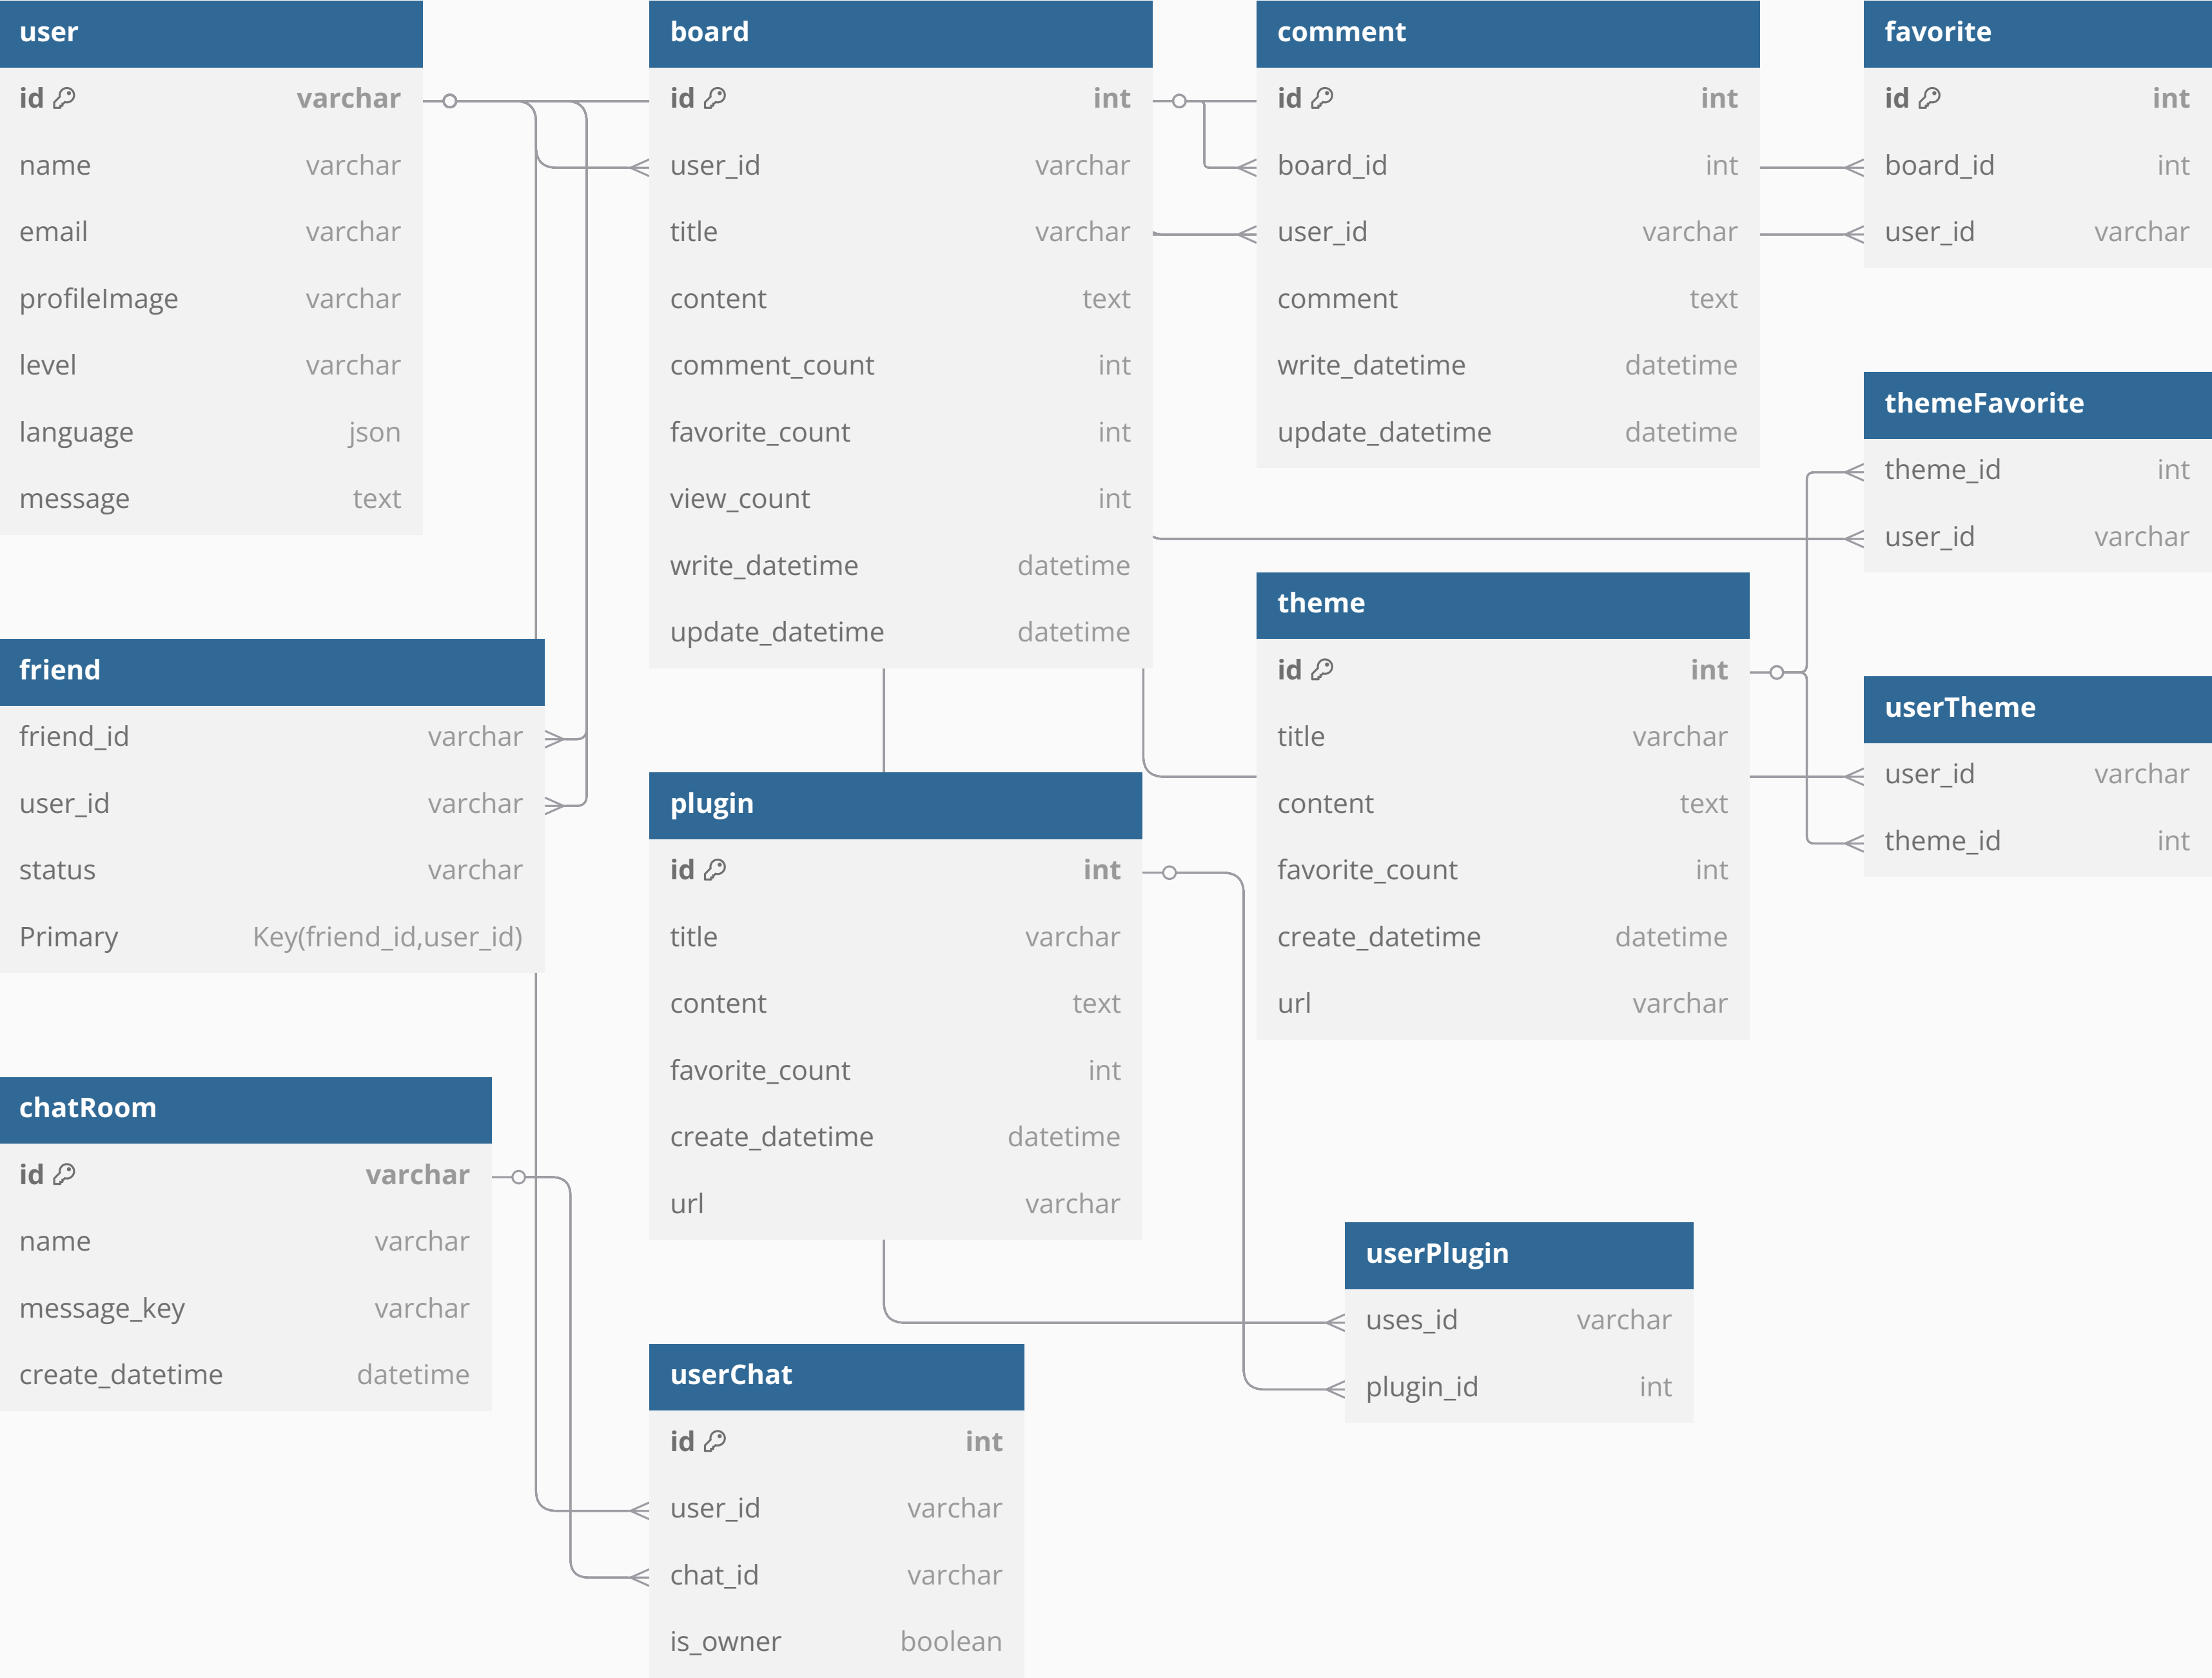 user
id varchar
name varchar
email varchar
profileImage varchar
level varchar
language json
message text
board
id int
user_id varchar
title varchar
content text
comment_count int
favorite_count int
view_count int
write_datetime datetime
update_datetime datetime
comment
id int
board_id int
user_id varchar
comment text
write_datetime datetime
update_datetime datetime
favorite
id int
board_id int
user_id varchar
themeFavorite
theme_id int
user_id varchar
theme
id int
title varchar
content text
favorite_count int
create_datetime datetime
url varchar
userTheme
user_id varchar
theme_id int
friend
friend_id varchar
user_id varchar
status varchar
Primary Key(friend_id,user_id)
plugin
id int
title varchar
content text
favorite_count int
create_datetime datetime
url varchar
chatRoom
id varchar
name varchar
message_key varchar
create_datetime datetime
userPlugin
uses_id varchar
plugin_id int
userChat
id int
user_id varchar
chat_id varchar
is_owner boolean